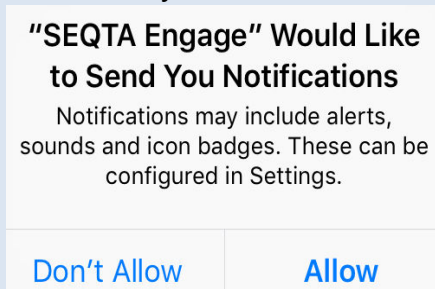 “SEQTA Engage” Would Like
to Send You Notifications
Notifications may include alerts,
sounds and icon badges. These can be
configured in Settings.
Don’t Allow
Allow